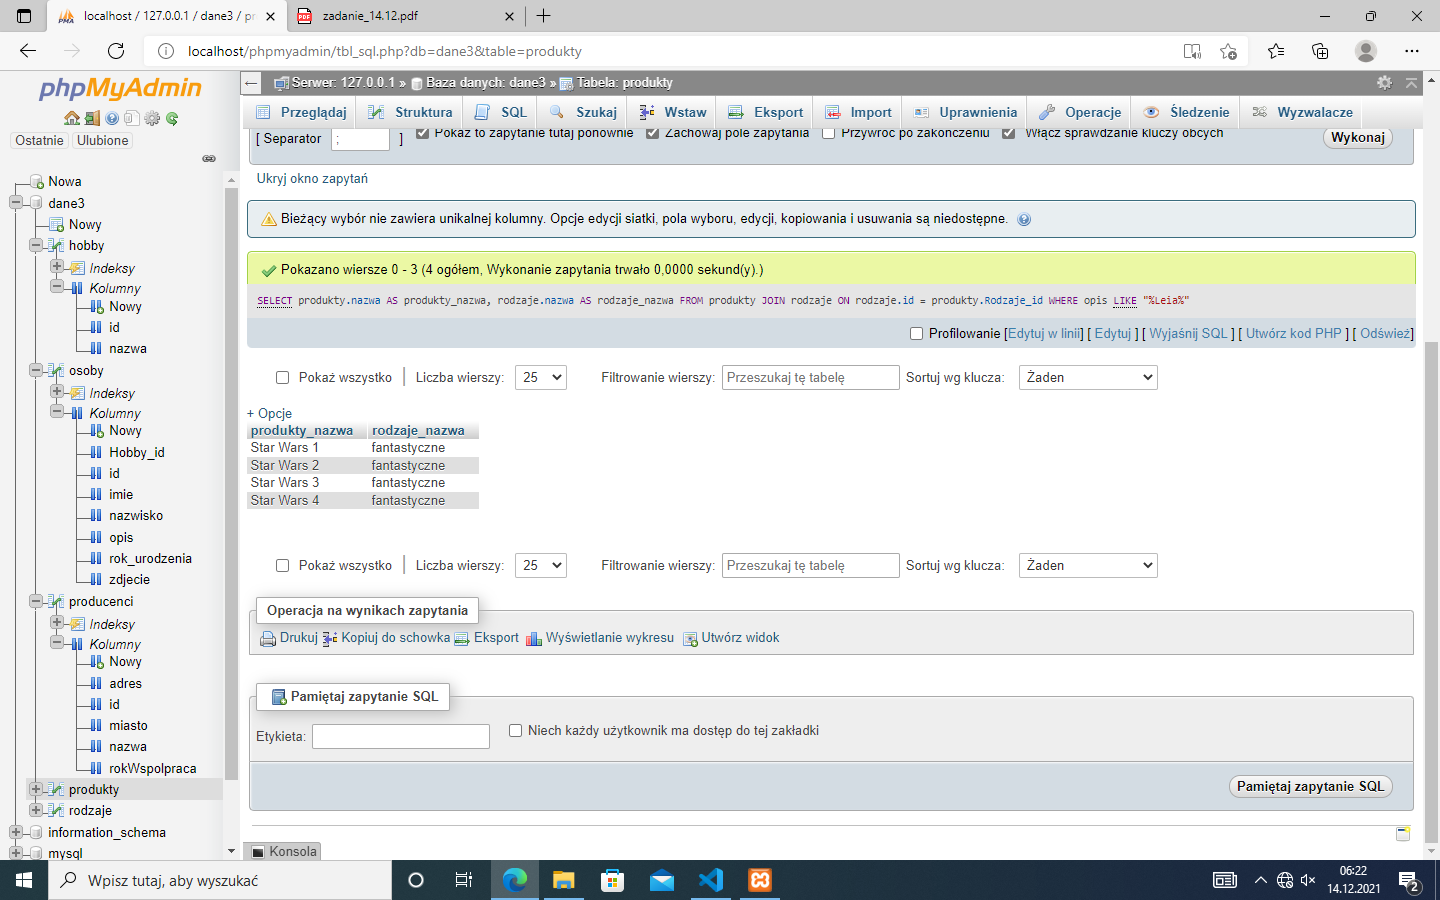 localhost / 127.0.0.1 / dane3 / pr
zadanie_14.12.pdf
localhost/phpmyadmin/tbl_sql.php?db=dane3&table=produkty
phpMyAdmin
Ostatnie
Ulubione
Nowa
dane3
Nowy
hobby
Indeksy
Kolumny
Nowy
id
nazwa
osoby
Indeksy
Kolumny
Nowy
Hobby_id
id
imie
nazwisko
opis
rok_urodzenia
zdjecie
producenci
Indeksy
Kolumny
Nowy
adres
id
miasto
nazwa
rokWspolpraca
produkty
rodzaje
information_schema
mysql
Serwer: 127.0.0.1 » Baza danych: dane3 » Tabela: produkty
Przeglądaj Struktura SQL Szukaj Wstaw Eksport Import Uprawnienia Operacje Śledzenie Wyzwalacze
[ Separator ; ] Pokaż to zapytanie tutaj ponownie Zachowaj pole zapytania Przywróć po zakończeniu Włącz sprawdzanie kluczy obcych Wykonaj
Ukryj okno zapytań
Bieżący wybór nie zawiera unikalnej kolumny. Opcje edycji siatki, pola wyboru, edycji, kopiowania i usuwania są niedostępne.
Pokazano wiersze 0 - 3 (4 ogółem, Wykonanie zapytania trwało 0,0000 sekund(y).)
SELECT produkty.nazwa AS produkty_nazwa, rodzaje.nazwa AS rodzaje_nazwa FROM produkty JOIN rodzaje ON rodzaje.id = produkty.Rodzaje_id WHERE opis LIKE "%Leia%"
Profilowanie [Edytuj w linii] [ Edytuj ] [ Wyjaśnij SQL ] [ Utwórz kod PHP ] [ Odśwież]
Pokaż wszystko Liczba wierszy: 25 Filtrowanie wierszy: Przeszukaj tę tabelę Sortuj wg klucza: Żaden
+ Opcje
produkty_nazwa rodzaje_nazwa
Star Wars 1 fantastyczne
Star Wars 2 fantastyczne
Star Wars 3 fantastyczne
Star Wars 4 fantastyczne
Pokaż wszystko Liczba wierszy: 25 Filtrowanie wierszy: Przeszukaj tę tabelę Sortuj wg klucza: Żaden
Operacja na wynikach zapytania
Drukuj Kopiuj do schowka Eksport Wyświetlanie wykresu Utwórz widok
Pamiętaj zapytanie SQL
Etykieta: Niech każdy użytkownik ma dostęp do tej zakładki
Pamiętaj zapytanie SQL
Konsola
Wpisz tutaj, aby wyszukać
06:22
14.12.2021
2